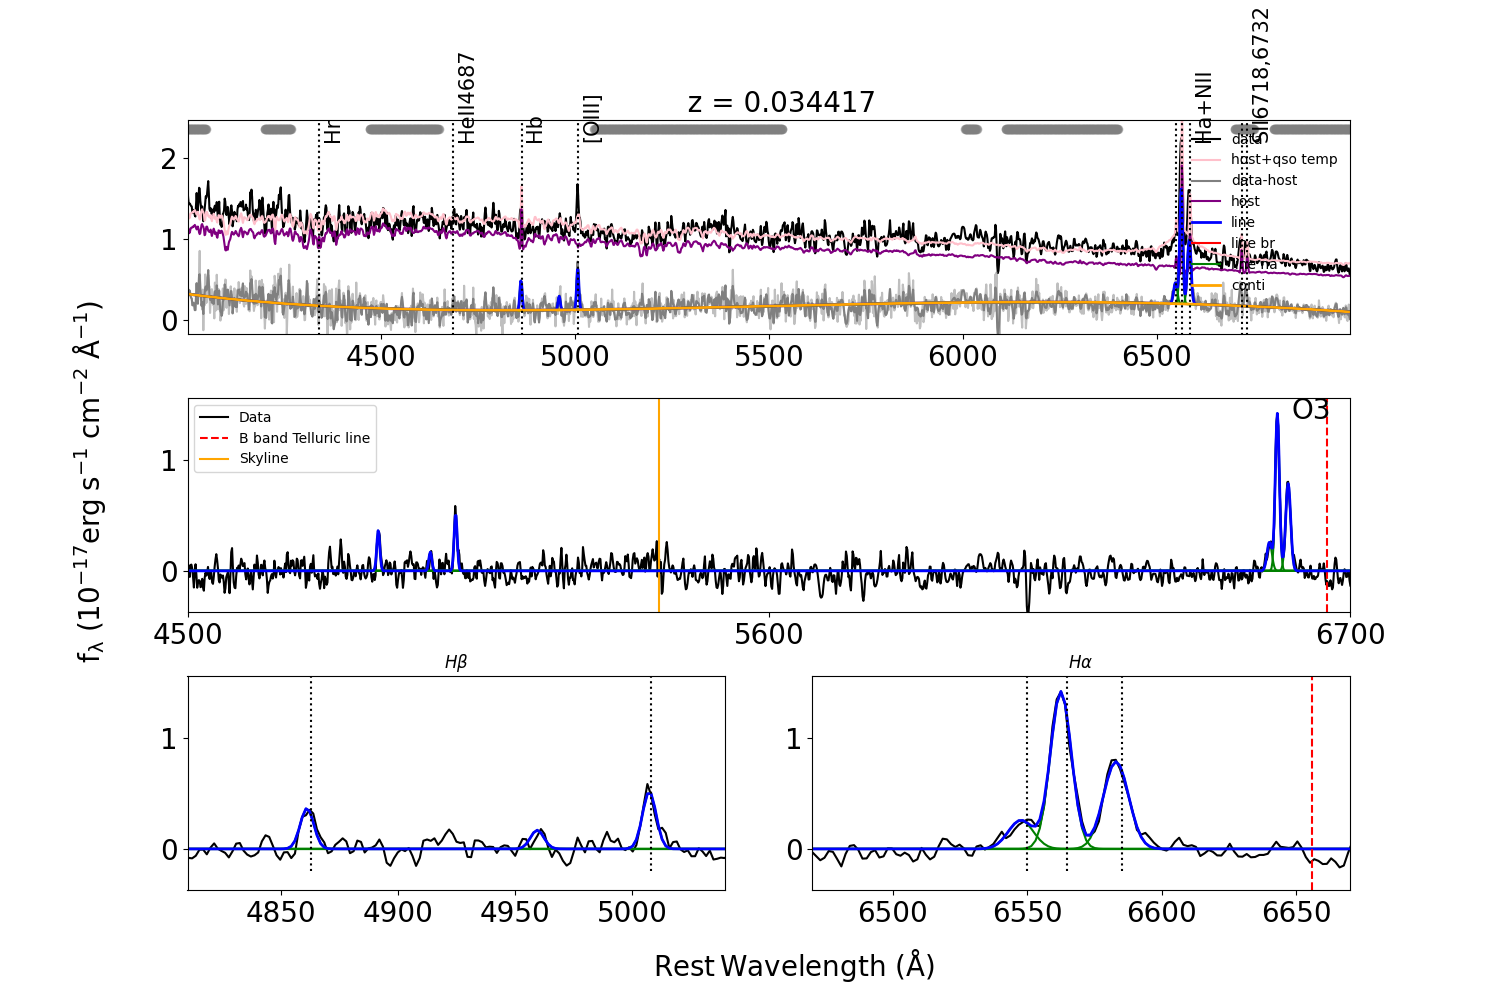 z = 0.034417
Hr
HeII4687
Hb
[OIII]
Ha+NII
SII6718,6732
data
host+qso temp
data-host
host
line
line br
line na
conti
2
1
0
4500 5000 5500 6000 6500
Data
B band Telluric line
Skyline
O3
1
0
4500 5600 6700
fλ (10⁻¹⁷erg s⁻¹ cm⁻² Å⁻¹)
Hβ
Hα
1
0
4850 4900 4950 5000
1
0
6500 6550 6600 6650
Rest Wavelength (Å)